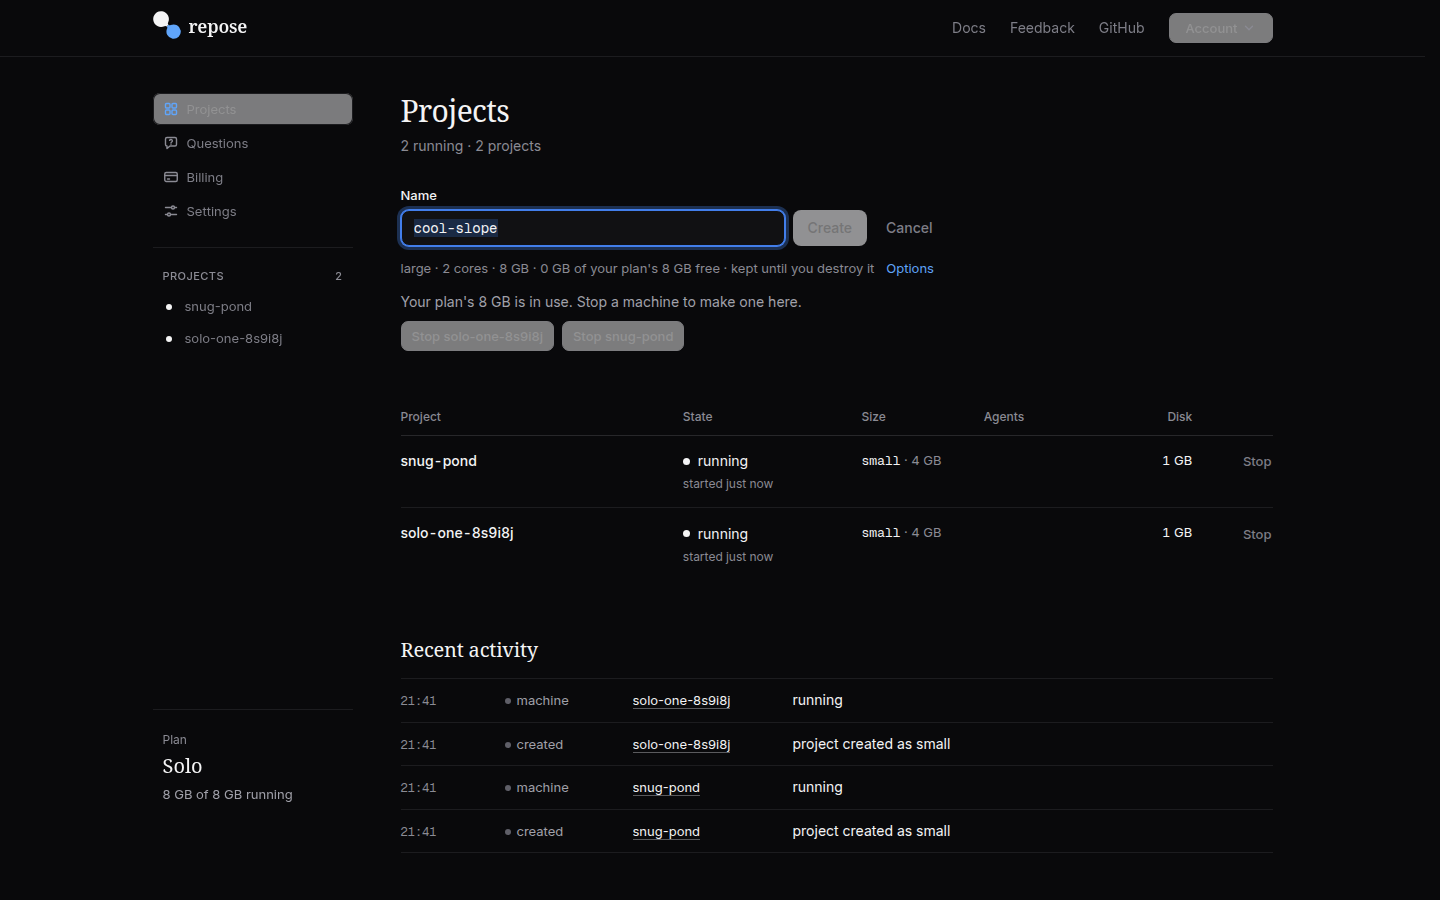 repose
Docs Feedback GitHub Account
Projects
Questions
Billing
Settings
PROJECTS 2
snug-pond
solo-one-8s9i8j
Plan
Solo
8 GB of 8 GB running
Projects
2 running · 2 projects
Name
cool-slope Create Cancel
large · 2 cores · 8 GB · 0 GB of your plan's 8 GB free · kept until you destroy it Options
Your plan's 8 GB is in use. Stop a machine to make one here.
Stop solo-one-8s9i8j Stop snug-pond
Project State Size Agents Disk
snug-pond running small · 4 GB 1 GB Stop
started just now
solo-one-8s9i8j running small · 4 GB 1 GB Stop
started just now
Recent activity
21:41 machine solo-one-8s9i8j running
21:41 created solo-one-8s9i8j project created as small
21:41 machine snug-pond running
21:41 created snug-pond project created as small